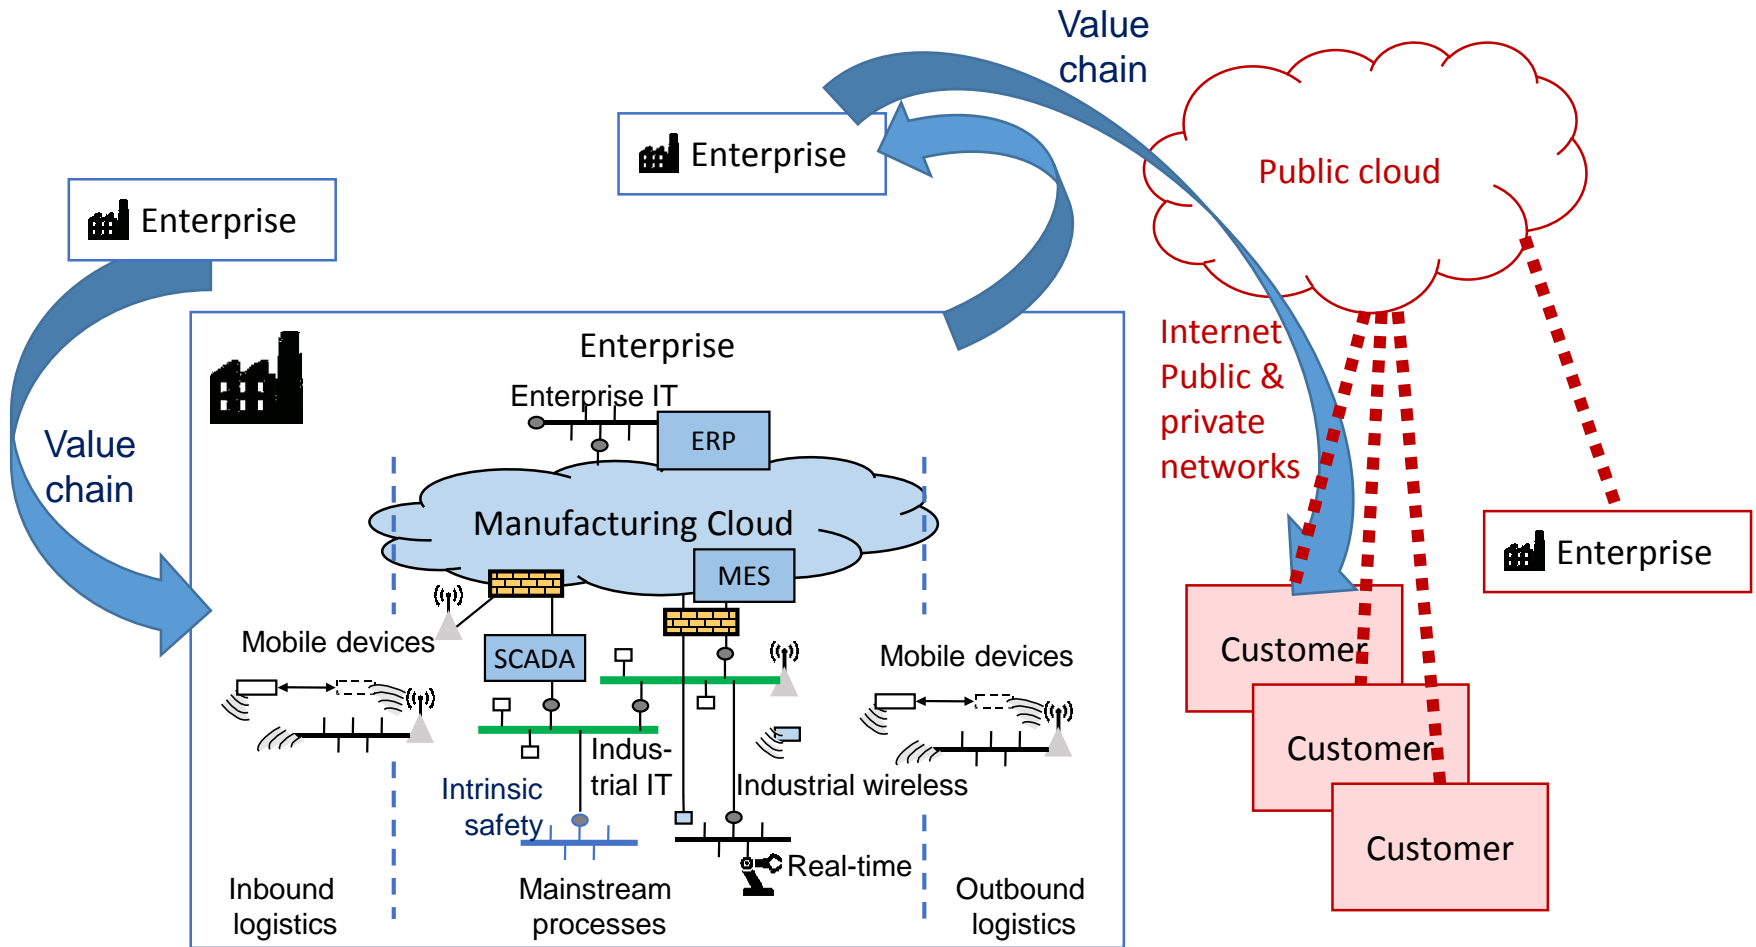 Value
chain
Enterprise
Public cloud
Enterprise
Enterprise
Internet
Public &
private
networks
Enterprise IT
ERP
Value
chain
Manufacturing Cloud
MES
Enterprise
Mobile devices
SCADA
Mobile devices
Customer
Indus-
trial IT
Customer
Intrinsic
safety
Industrial wireless
Customer
Real-time
Inbound
logistics
Mainstream
processes
Outbound
logistics